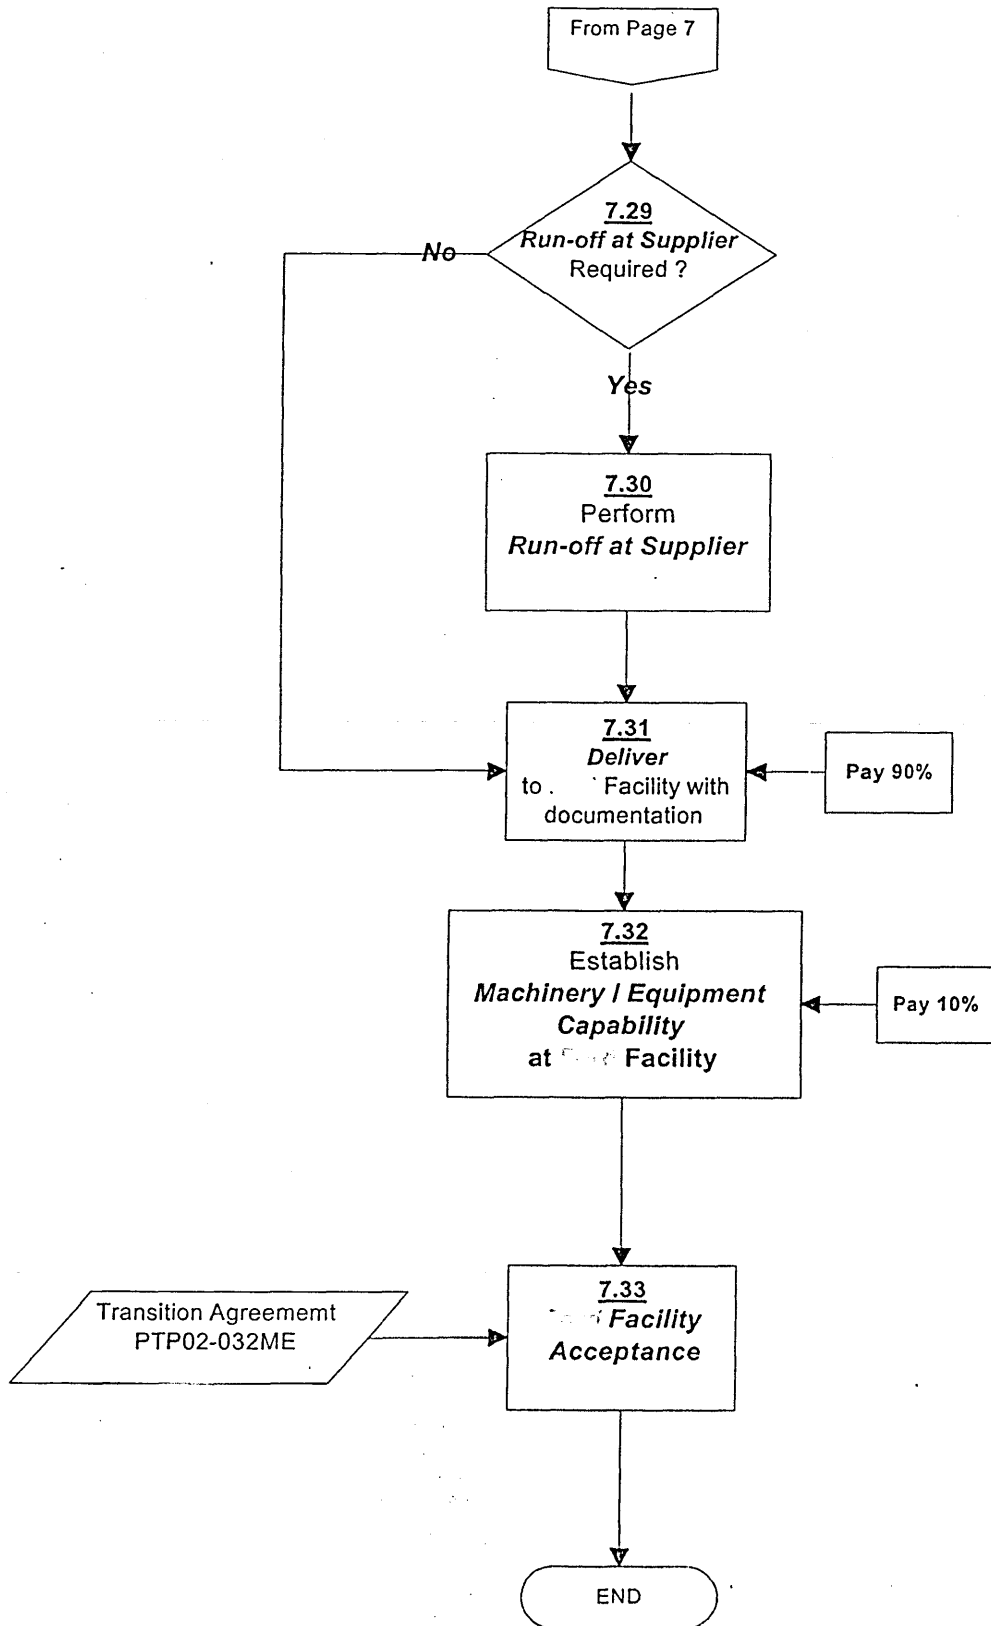 From Page 7
7.29
Run-off at Supplier
Required ?
No
Yes
7.30
Perform
Run-off at Supplier
7.31
Deliver
to Facility with
documentation
Pay 90%
7.32
Establish
Machinery / Equipment
Capability
at Facility
Pay 10%
7.33
Facility
Acceptance
Transition Agreememt
PTP02-032ME
END